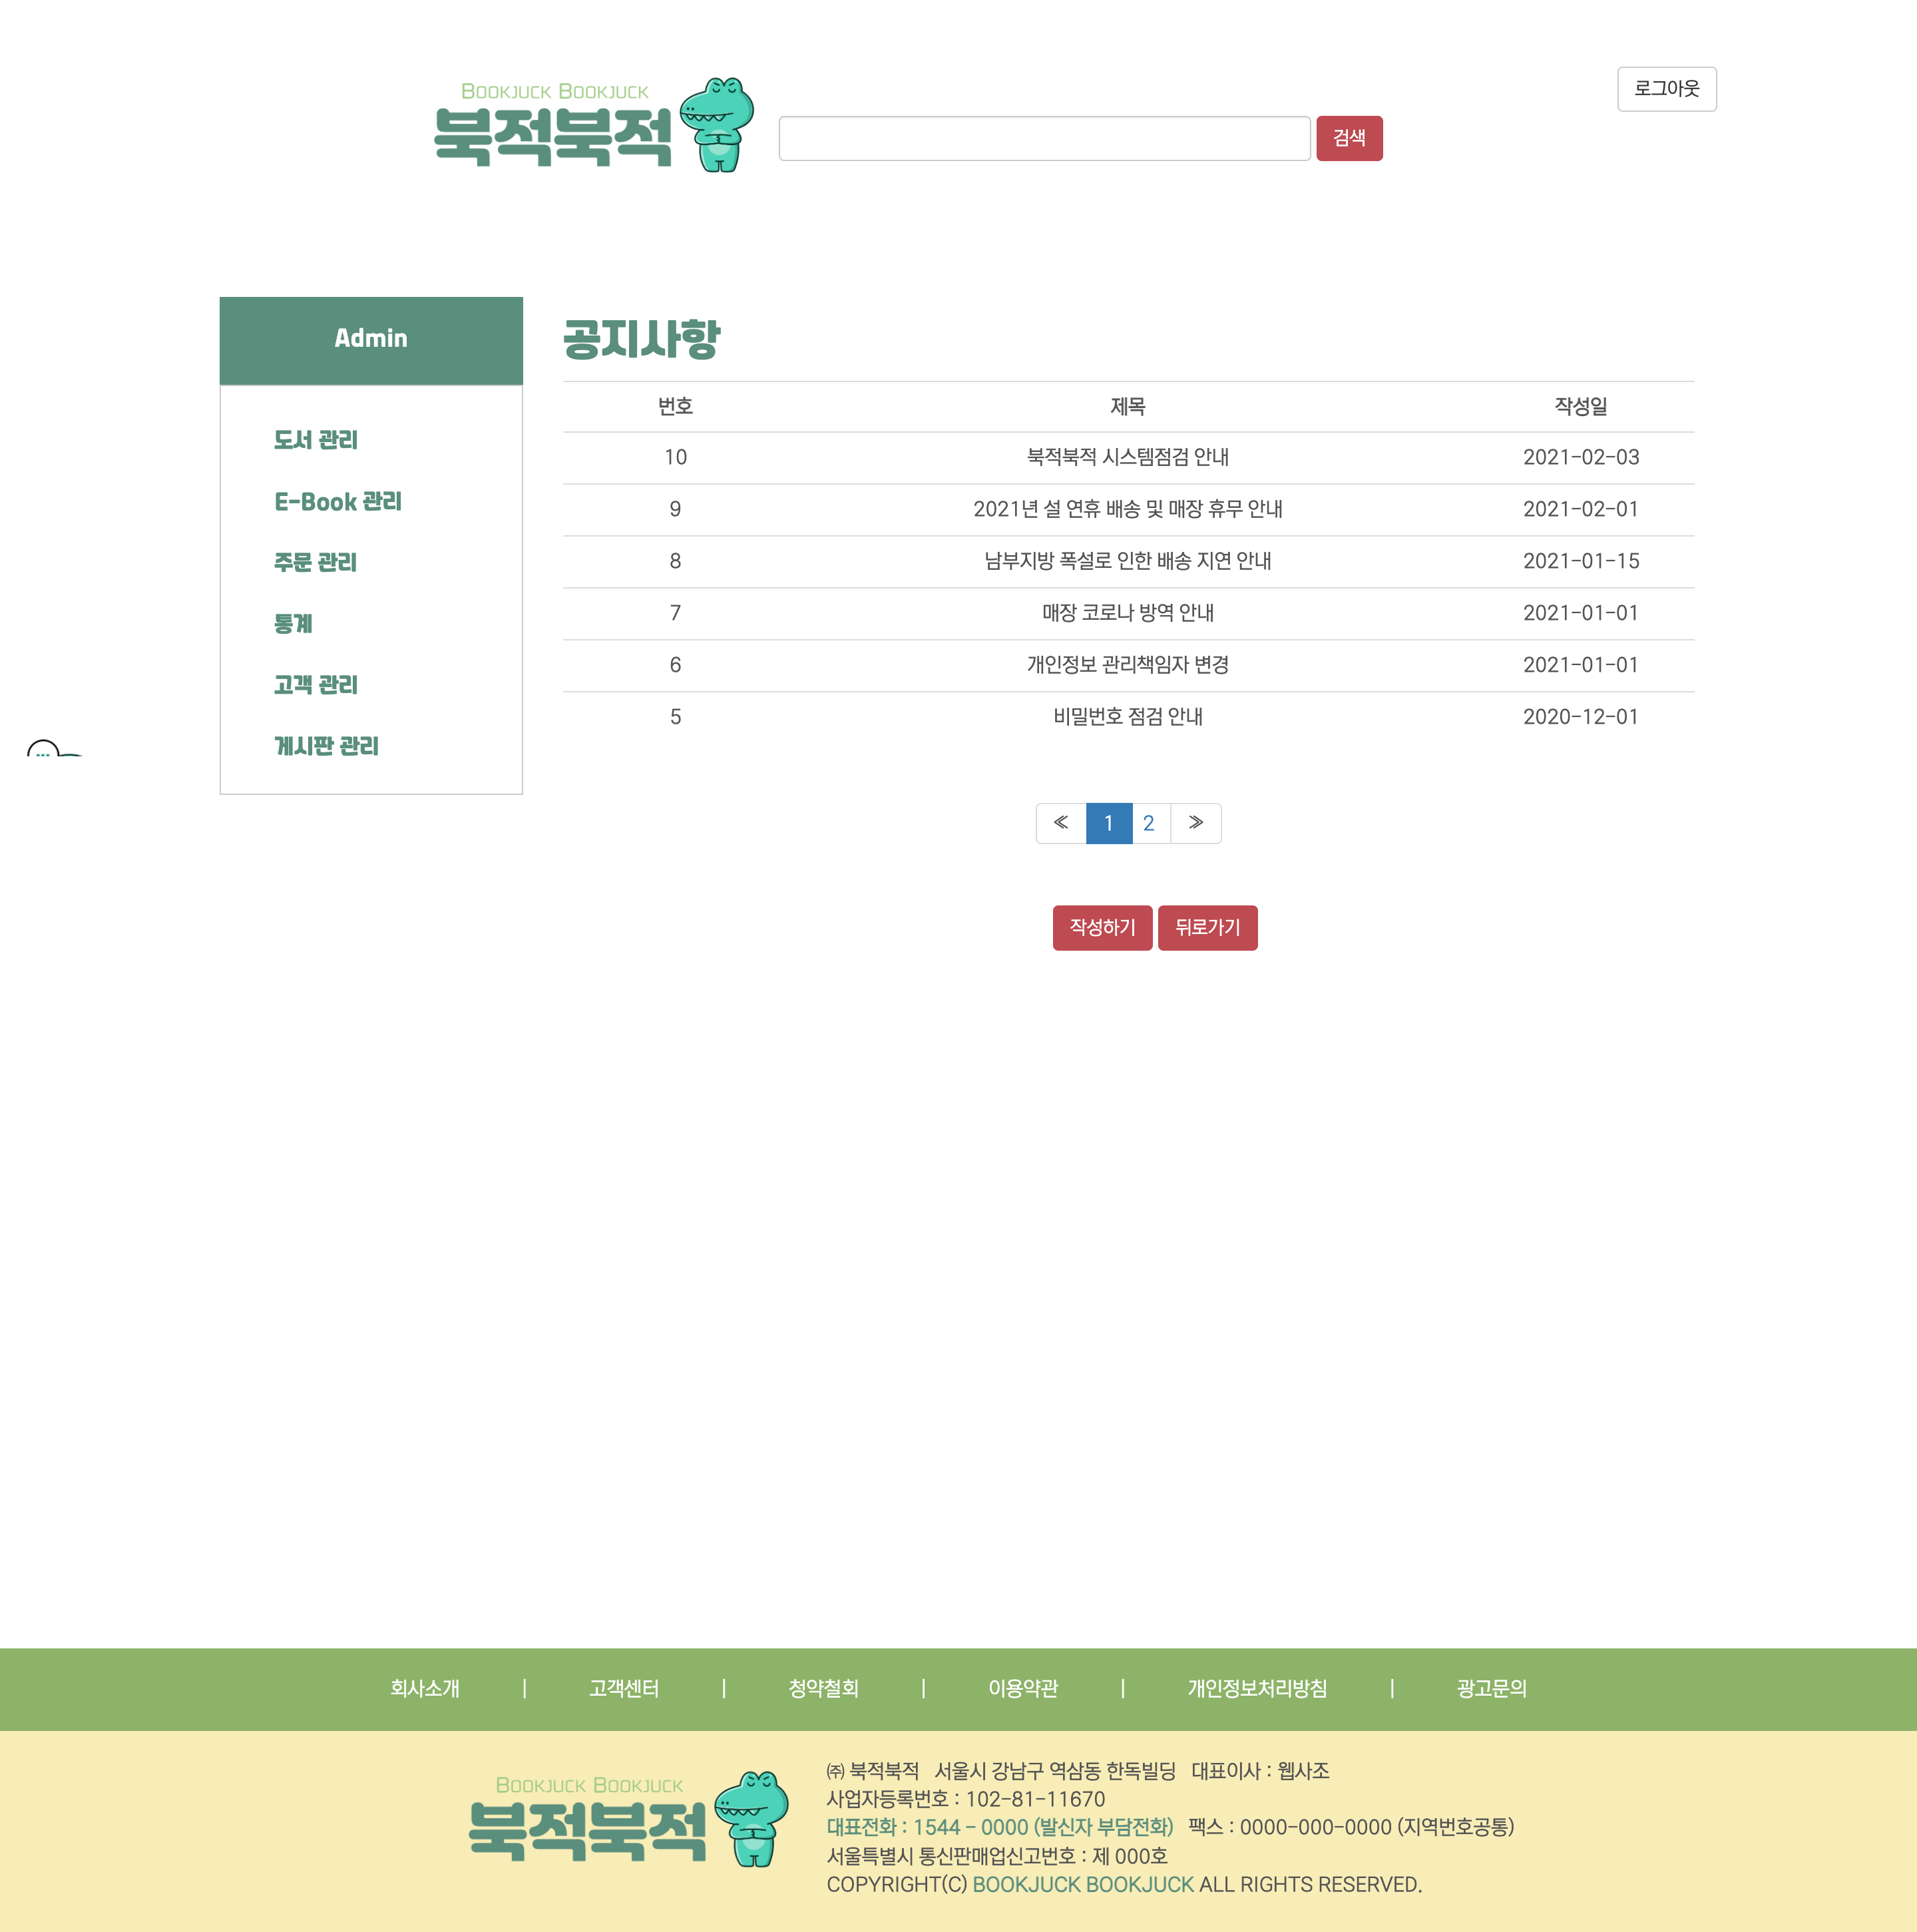 로그아웃
BOOKJUCK BOOKJUCK
북적북적
검색
Admin
도서 관리
E-Book 관리
주문 관리
통계
고객 관리
게시판 관리
공지사항
번호 제목 작성일
10 북적북적 시스템점검 안내 2021-02-03
9 2021년 설 연휴 배송 및 매장 휴무 안내 2021-02-01
8 남부지방 폭설로 인한 배송 지연 안내 2021-01-15
7 매장 코로나 방역 안내 2021-01-01
6 개인정보 관리책임자 변경 2021-01-01
5 비밀번호 점검 안내 2020-12-01
≪ 1 2 ≫
작성하기 뒤로가기
회사소개 | 고객센터 | 청약철회 | 이용약관 | 개인정보처리방침 | 광고문의
BOOKJUCK BOOKJUCK
북적북적
㈜ 북적북적 서울시 강남구 역삼동 한독빌딩 대표이사 : 웹사조
사업자등록번호 : 102-81-11670
대표전화 : 1544 - 0000 (발신자 부담전화) 팩스 : 0000-000-0000 (지역번호공통)
서울특별시 통신판매업신고번호 : 제 000호
COPYRIGHT(C) BOOKJUCK BOOKJUCK ALL RIGHTS RESERVED.